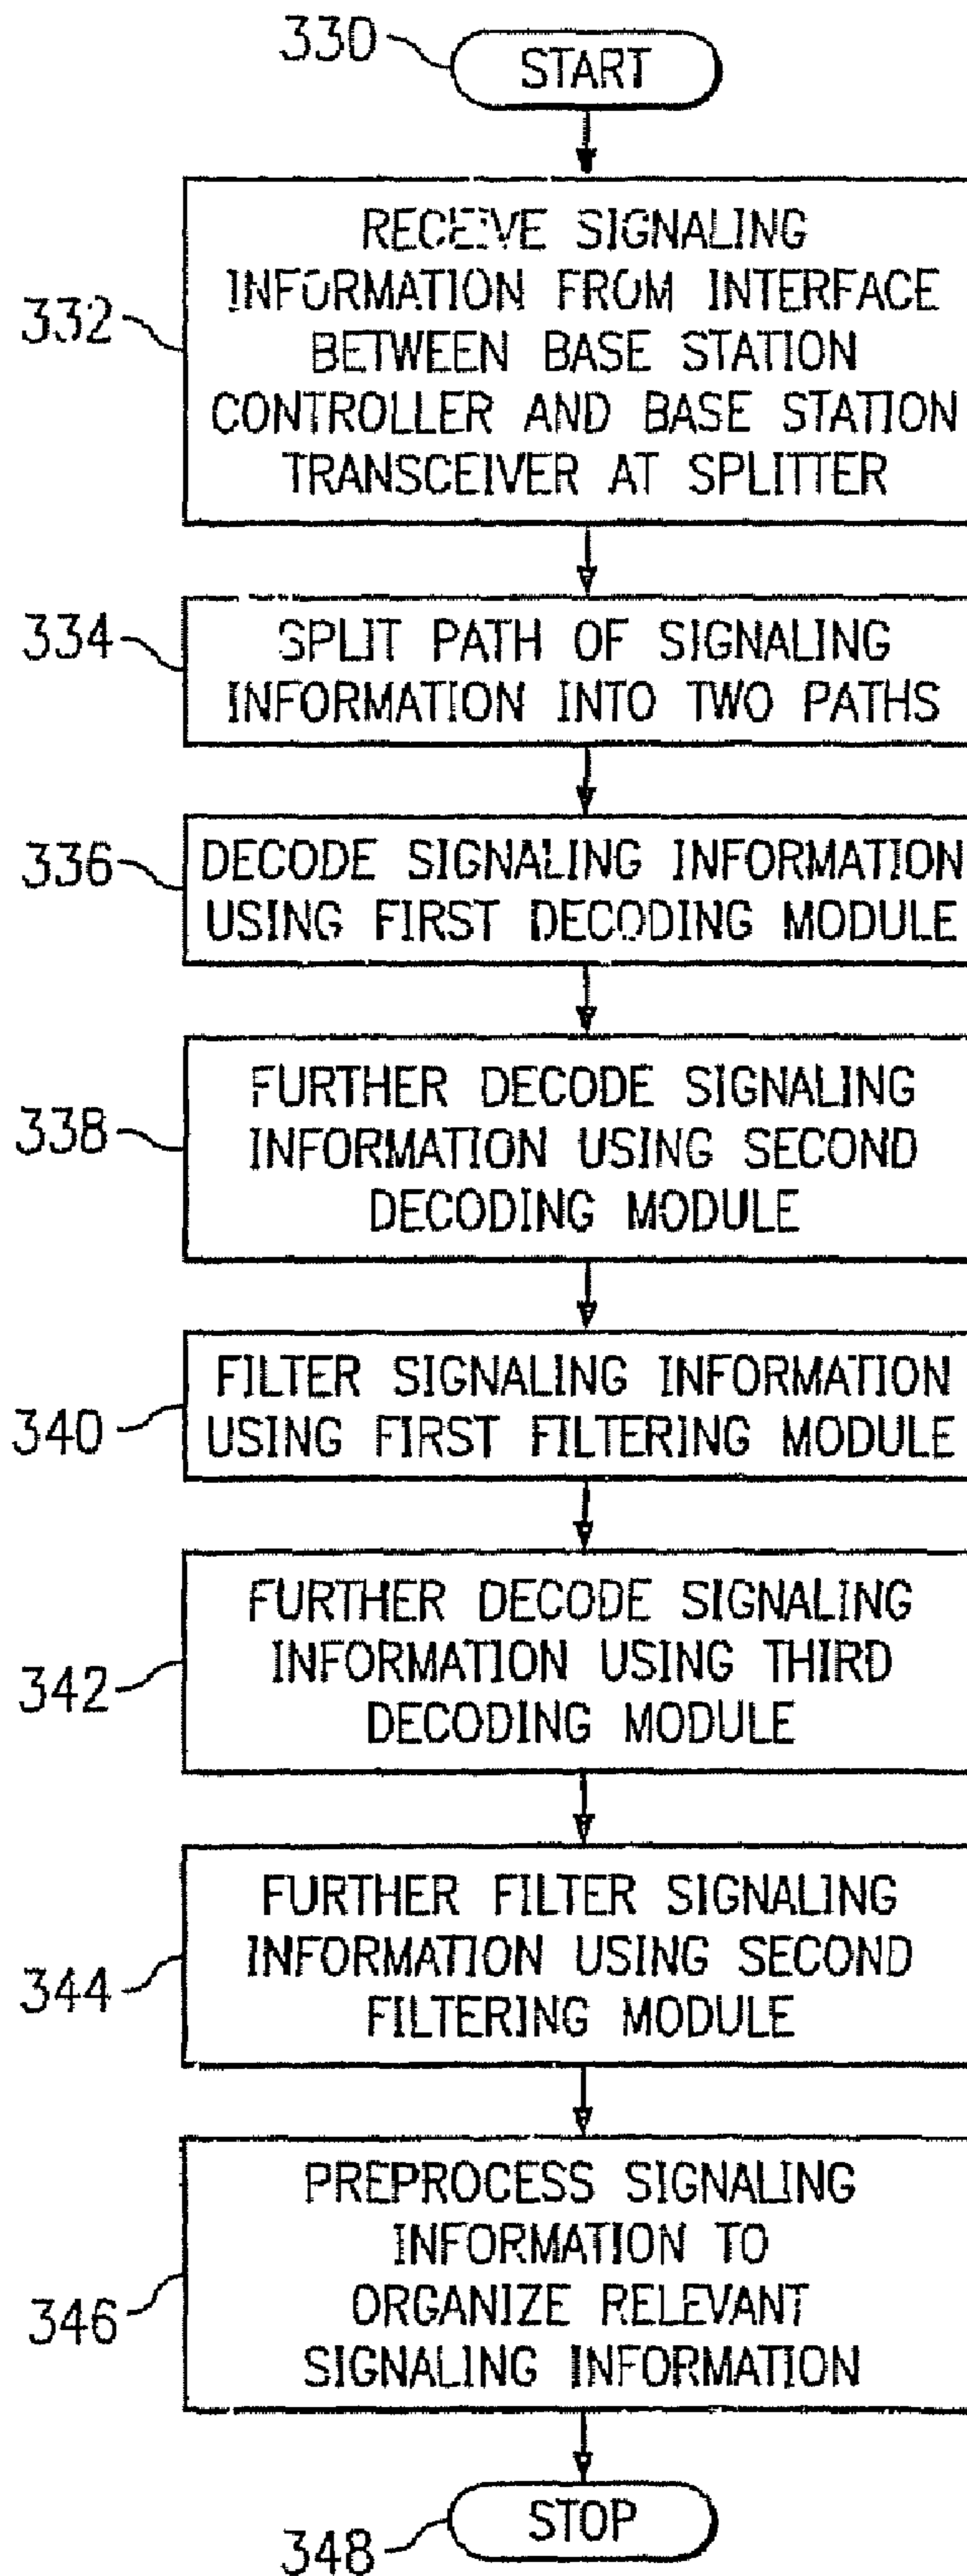 330
START
332
RECEIVE SIGNALING
INFORMATION FROM INTERFACE
BETWEEN BASE STATION
CONTROLLER AND BASE STATION
TRANSCEIVER AT SPLITTER
334
SPLIT PATH OF SIGNALING
INFORMATION INTO TWO PATHS
336
DECODE SIGNALING INFORMATION
USING FIRST DECODING MODULE
338
FURTHER DECODE SIGNALING
INFORMATION USING SECOND
DECODING MODULE
340
FILTER SIGNALING INFORMATION
USING FIRST FILTERING MODULE
342
FURTHER DECODE SIGNALING
INFORMATION USING THIRD
DECODING MODULE
344
FURTHER FILTER SIGNALING
INFORMATION USING SECOND
FILTERING MODULE
346
PREPROCESS SIGNALING
INFORMATION TO
ORGANIZE RELEVANT
SIGNALING INFORMATION
348
STOP